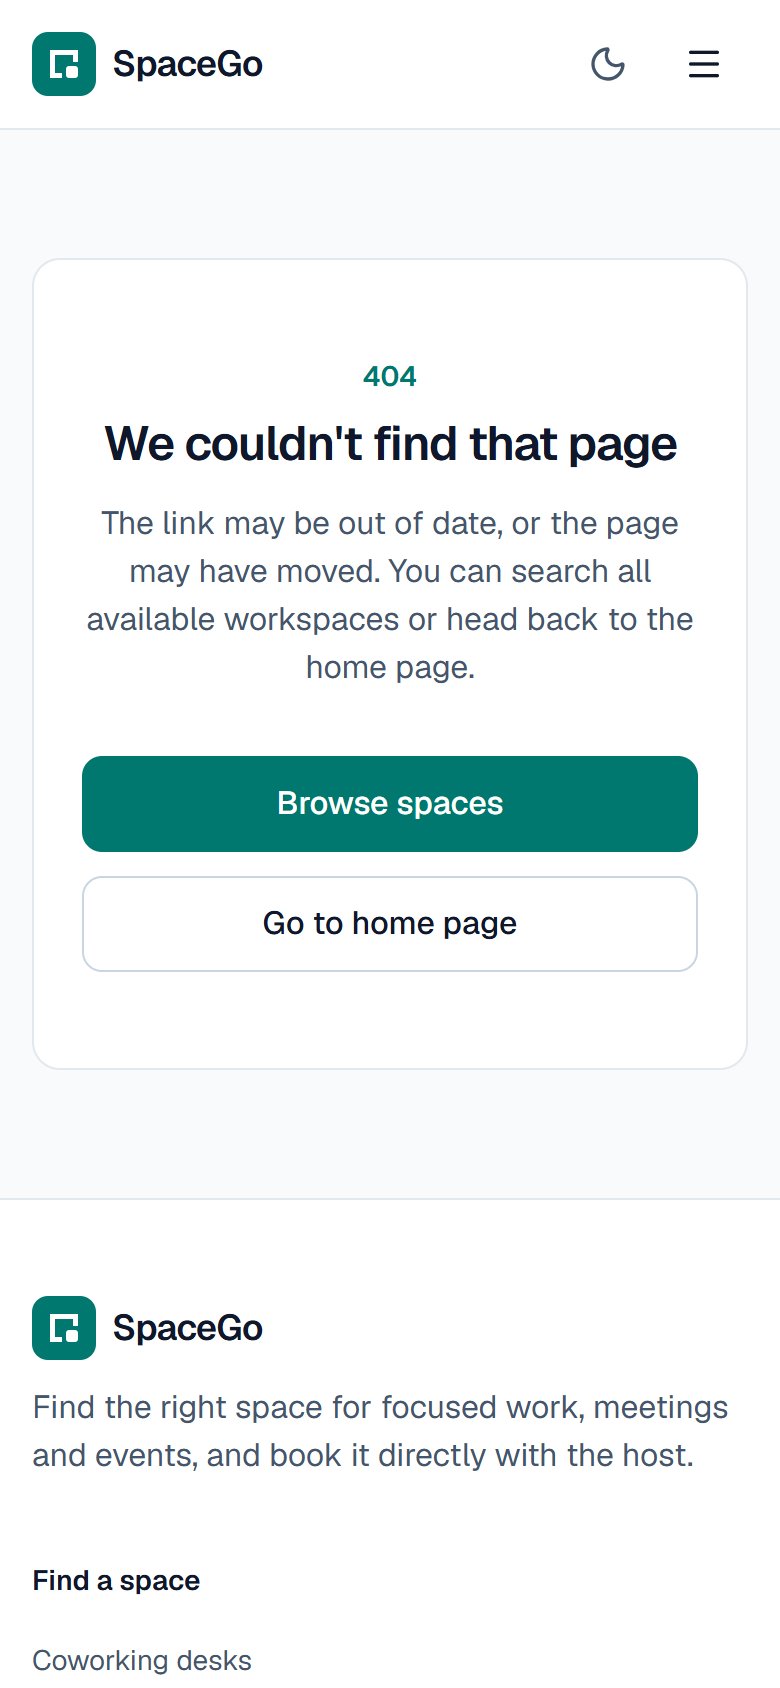 SpaceGo
404
We couldn't find that page
The link may be out of date, or the page
may have moved. You can search all
available workspaces or head back to the
home page.
Browse spaces
Go to home page
SpaceGo
Find the right space for focused work, meetings
and events, and book it directly with the host.
Find a space
Coworking desks